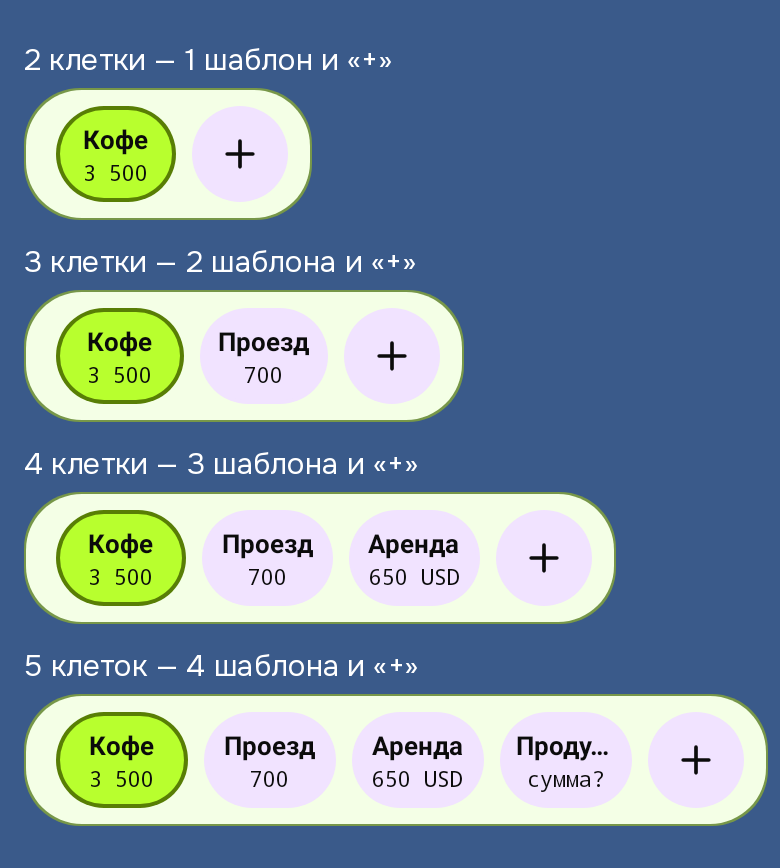 2 клетки — 1 шаблон и «+»
Кофе
3 500
+
3 клетки — 2 шаблона и «+»
Кофе
3 500
Проезд
700
+
4 клетки — 3 шаблона и «+»
Кофе
3 500
Проезд
700
Аренда
650 USD
+
5 клеток — 4 шаблона и «+»
Кофе
3 500
Проезд
700
Аренда
650 USD
Проду...
сумма?
+